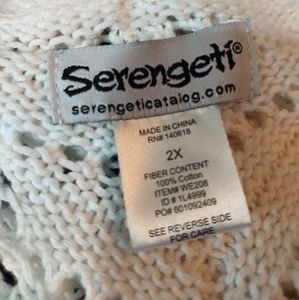 Serengeti®
serengeticatalog.com
MADE IN CHINA
RN# 140618
2X
FIBER CONTENT
100% Cotton
ITEM# WE208
ID # 1L4999
PO# 601092409
SEE REVERSE SIDE
FOR CARE